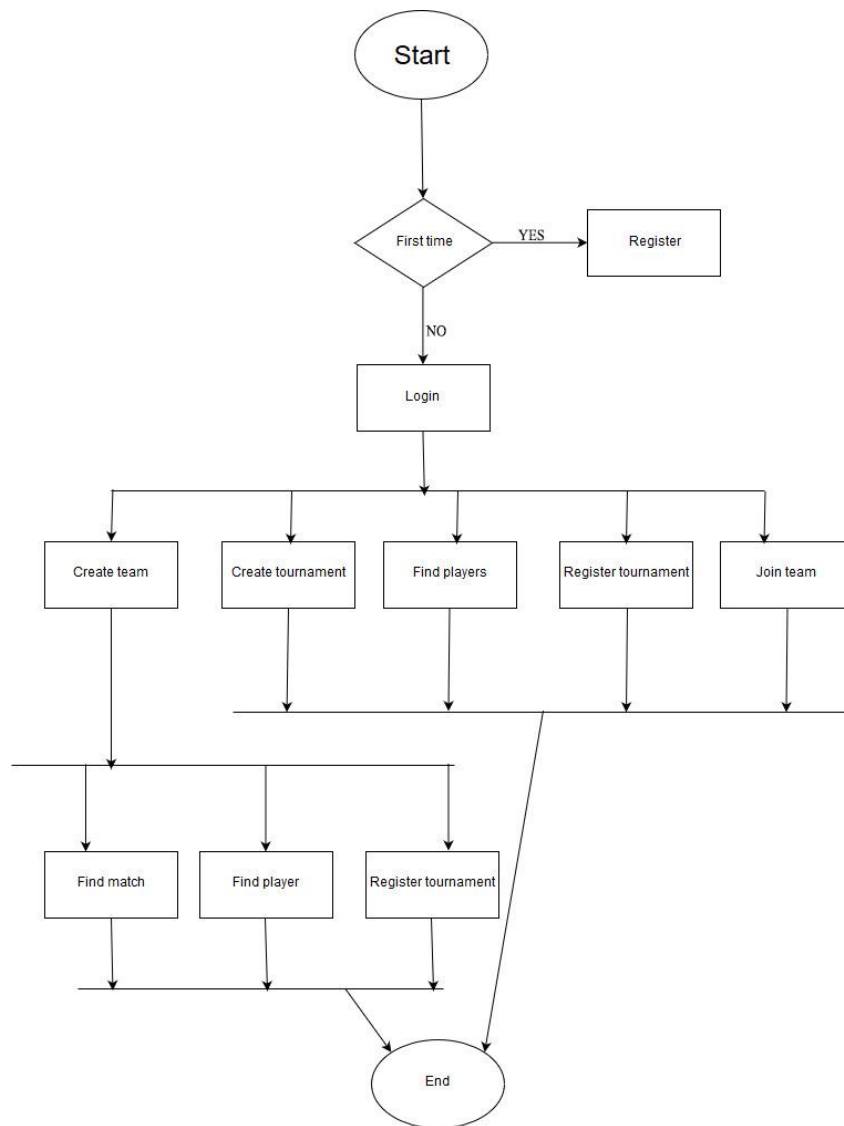 Start
First time
YES
Register
NO
Login
Create team
Create tournament
Find players
Register tournament
Join team
Find match
Find player
Register tournament
End